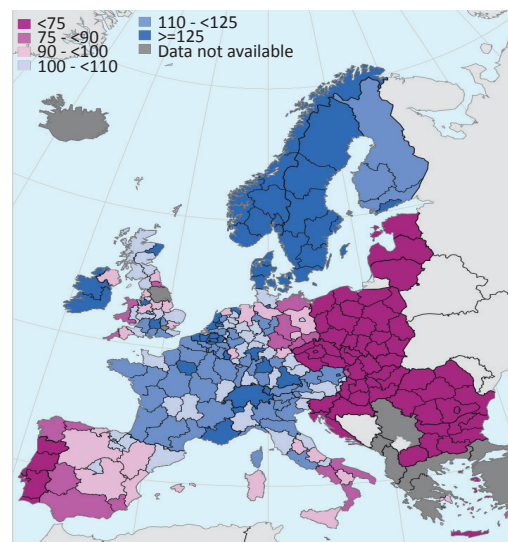 <75
75 - <90
90 - <100
100 - <110
110 - <125
>=125
Data not available